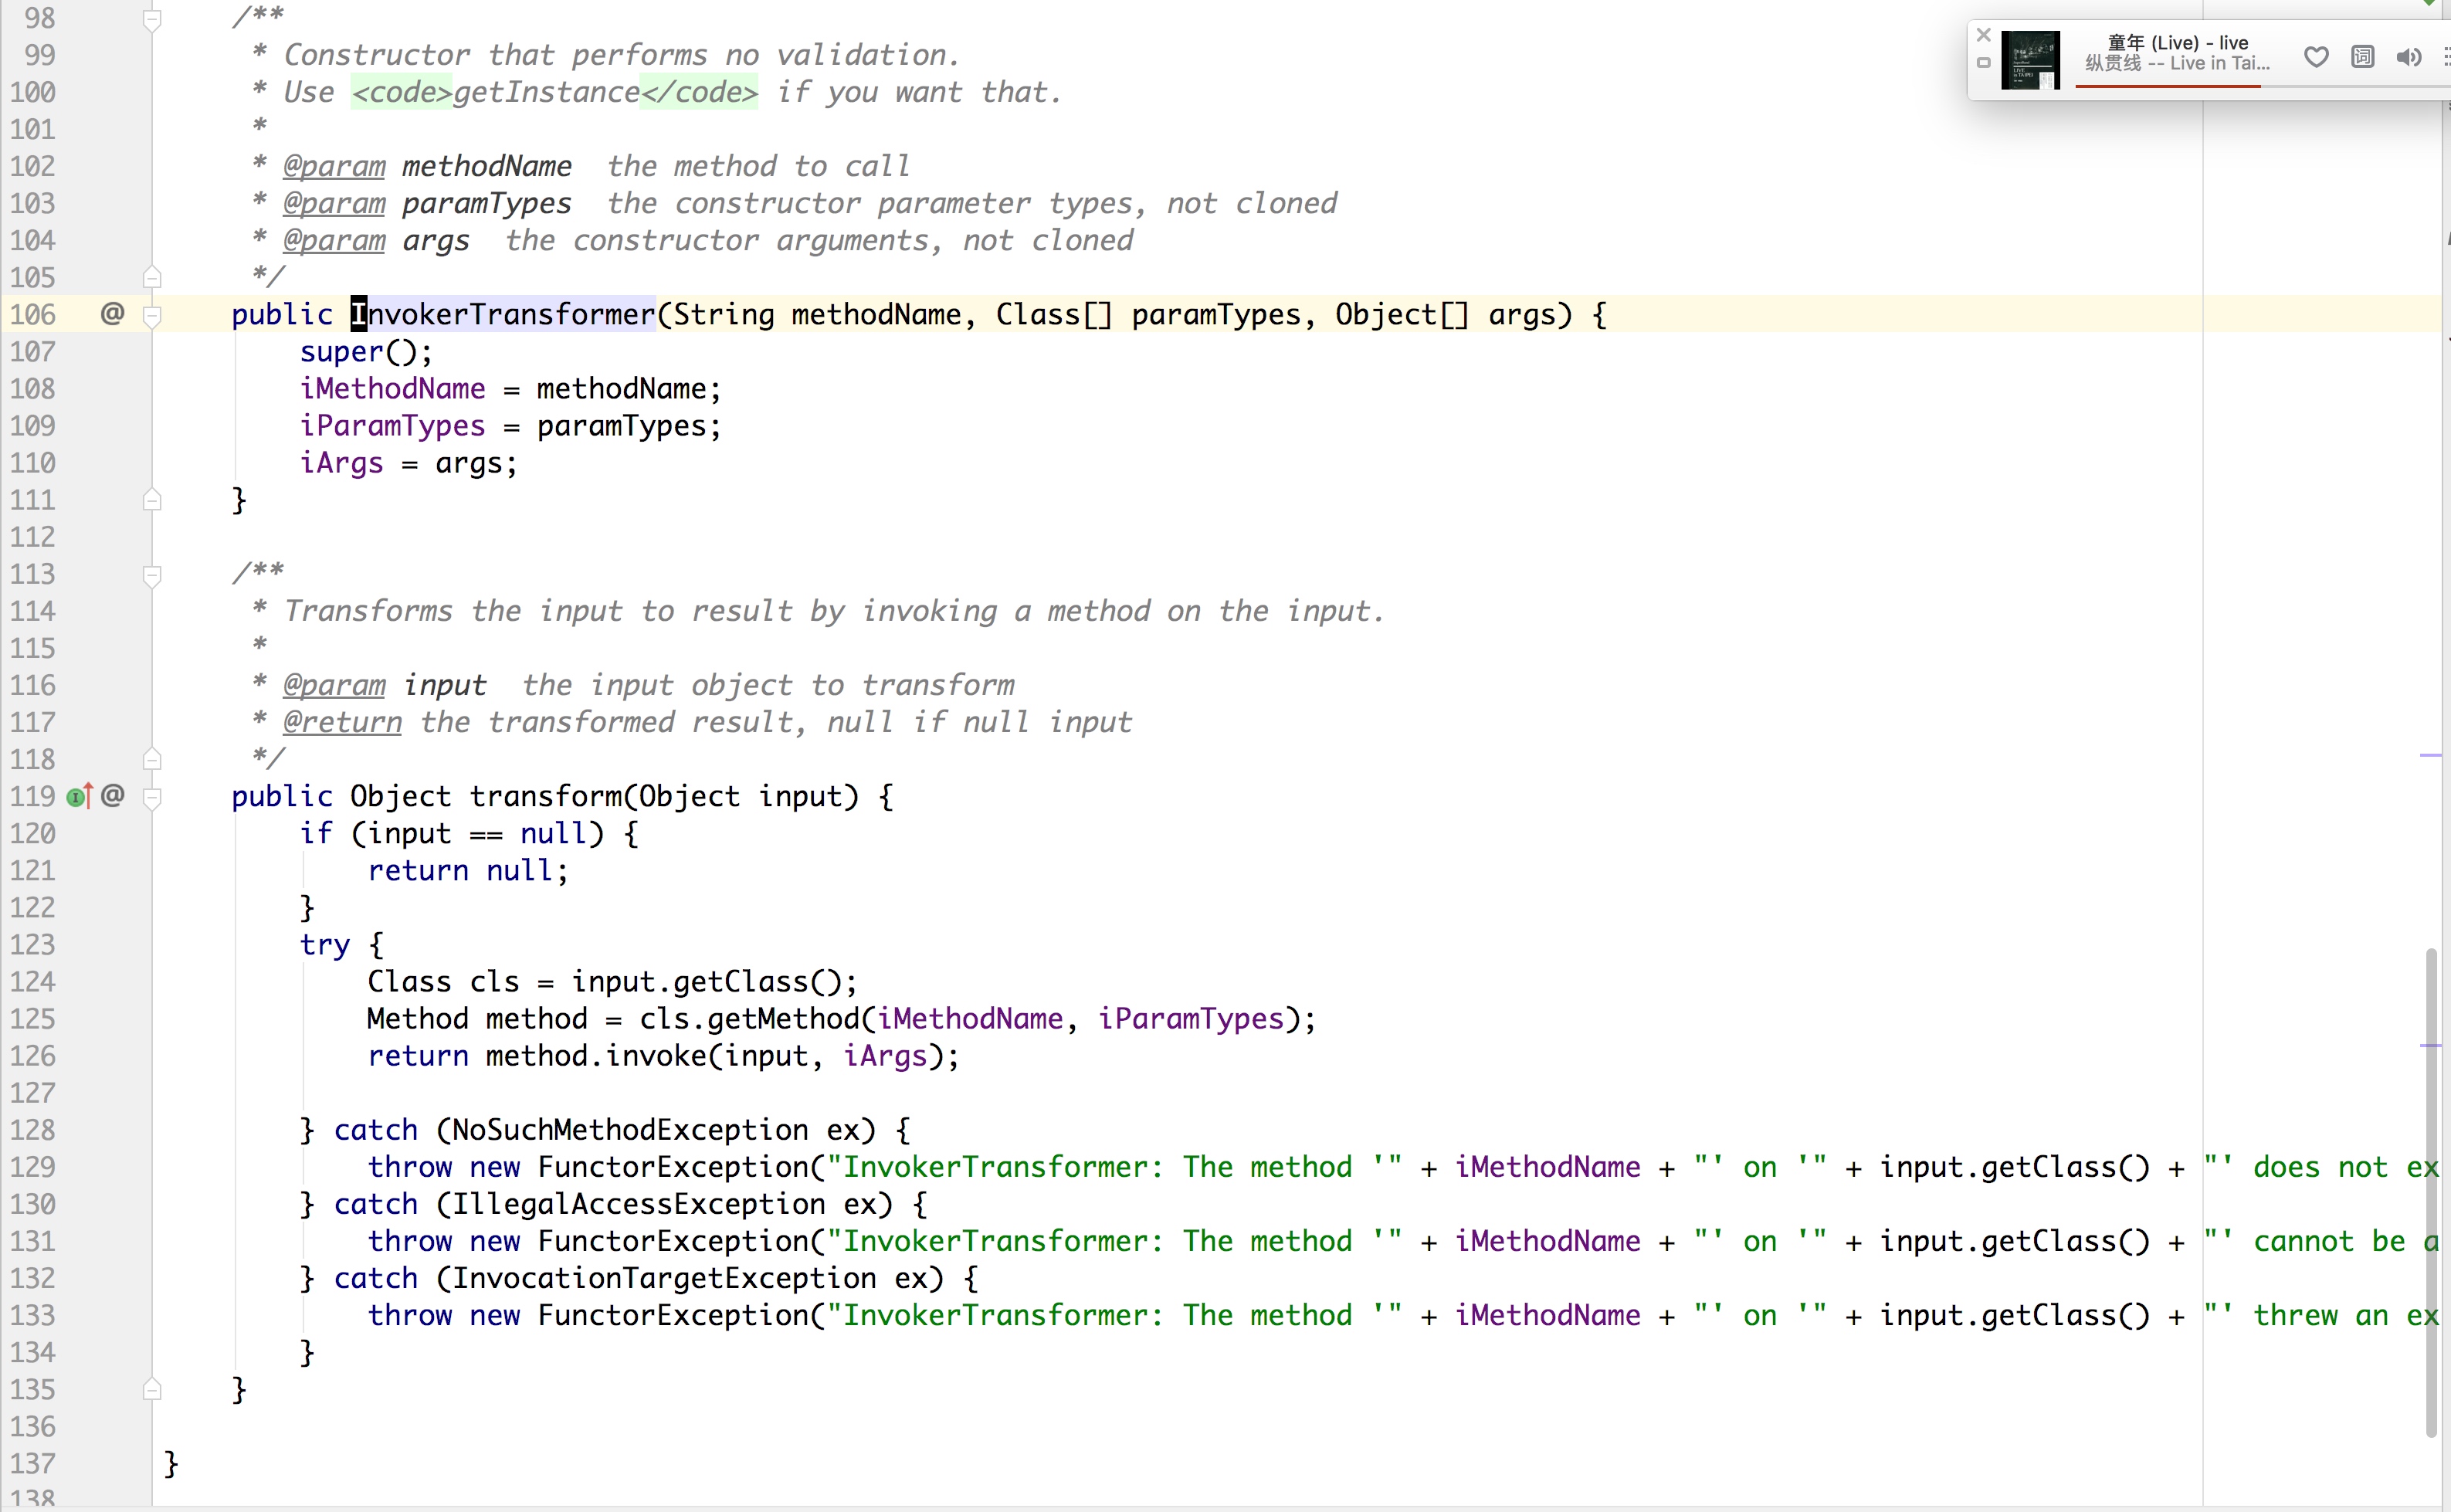 98 /**
99 * Constructor that performs no validation.
100 * Use <code>getInstance</code> if you want that.
101 *
102 * @param methodName  the method to call
103 * @param paramTypes  the constructor parameter types, not cloned
104 * @param args  the constructor arguments, not cloned
105 */
106 @ public InvokerTransformer(String methodName, Class[] paramTypes, Object[] args) {
107 super();
108 iMethodName = methodName;
109 iParamTypes = paramTypes;
110 iArgs = args;
111 }
112
113 /**
114 * Transforms the input to result by invoking a method on the input.
115 *
116 * @param input  the input object to transform
117 * @return the transformed result, null if null input
118 */
119 @ public Object transform(Object input) {
120 if (input == null) {
121 return null;
122 }
123 try {
124 Class cls = input.getClass();
125 Method method = cls.getMethod(iMethodName, iParamTypes);
126 return method.invoke(input, iArgs);
127
128 } catch (NoSuchMethodException ex) {
129 throw new FunctorException("InvokerTransformer: The method '" + iMethodName + "' on '" + input.getClass() + "' does not ex
130 } catch (IllegalAccessException ex) {
131 throw new FunctorException("InvokerTransformer: The method '" + iMethodName + "' on '" + input.getClass() + "' cannot be a
132 } catch (InvocationTargetException ex) {
133 throw new FunctorException("InvokerTransformer: The method '" + iMethodName + "' on '" + input.getClass() + "' threw an ex
134 }
135 }
136
137 }
138
童年 (Live) - live
纵贯线 -- Live in Tai...
词